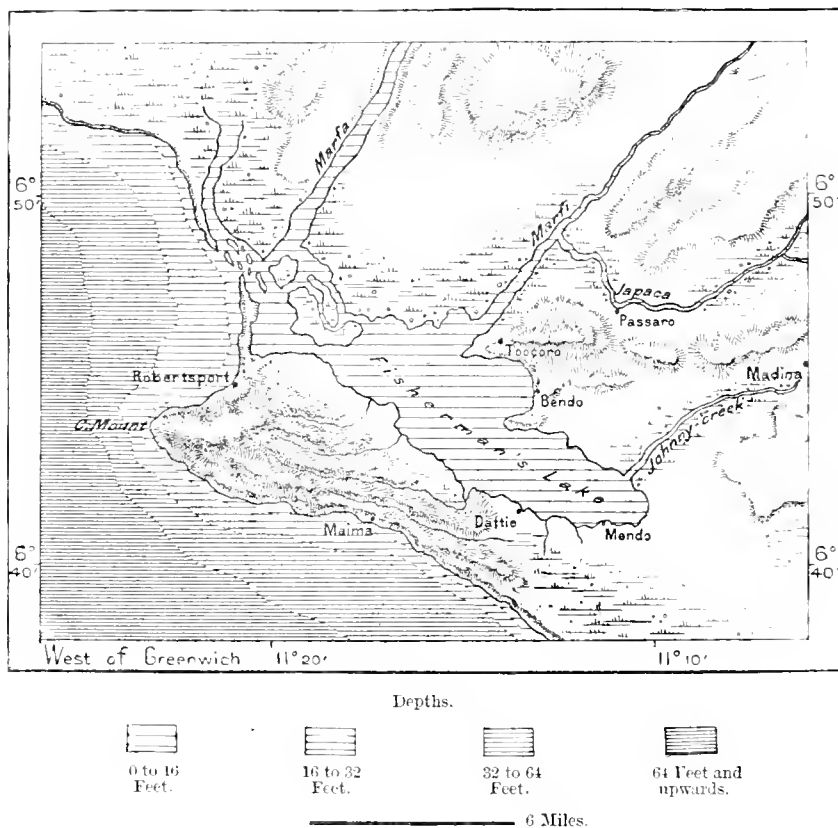 Marfa
6°
50'
6°
50'
Marfi
Japaca
Passaro
Toocoro
Robertsport
Madina
Bendo
Fisherman's Lake
C. Mount
Johnny creek
Maima
Daftie
Mendo
6°
40'
6°
40'
West of Greenwich
11° 20'
11° 10'
Depths.
0 to 16
Feet.
16 to 32
Feet.
32 to 64
Feet.
64 Feet and
upwards.
6 Miles.